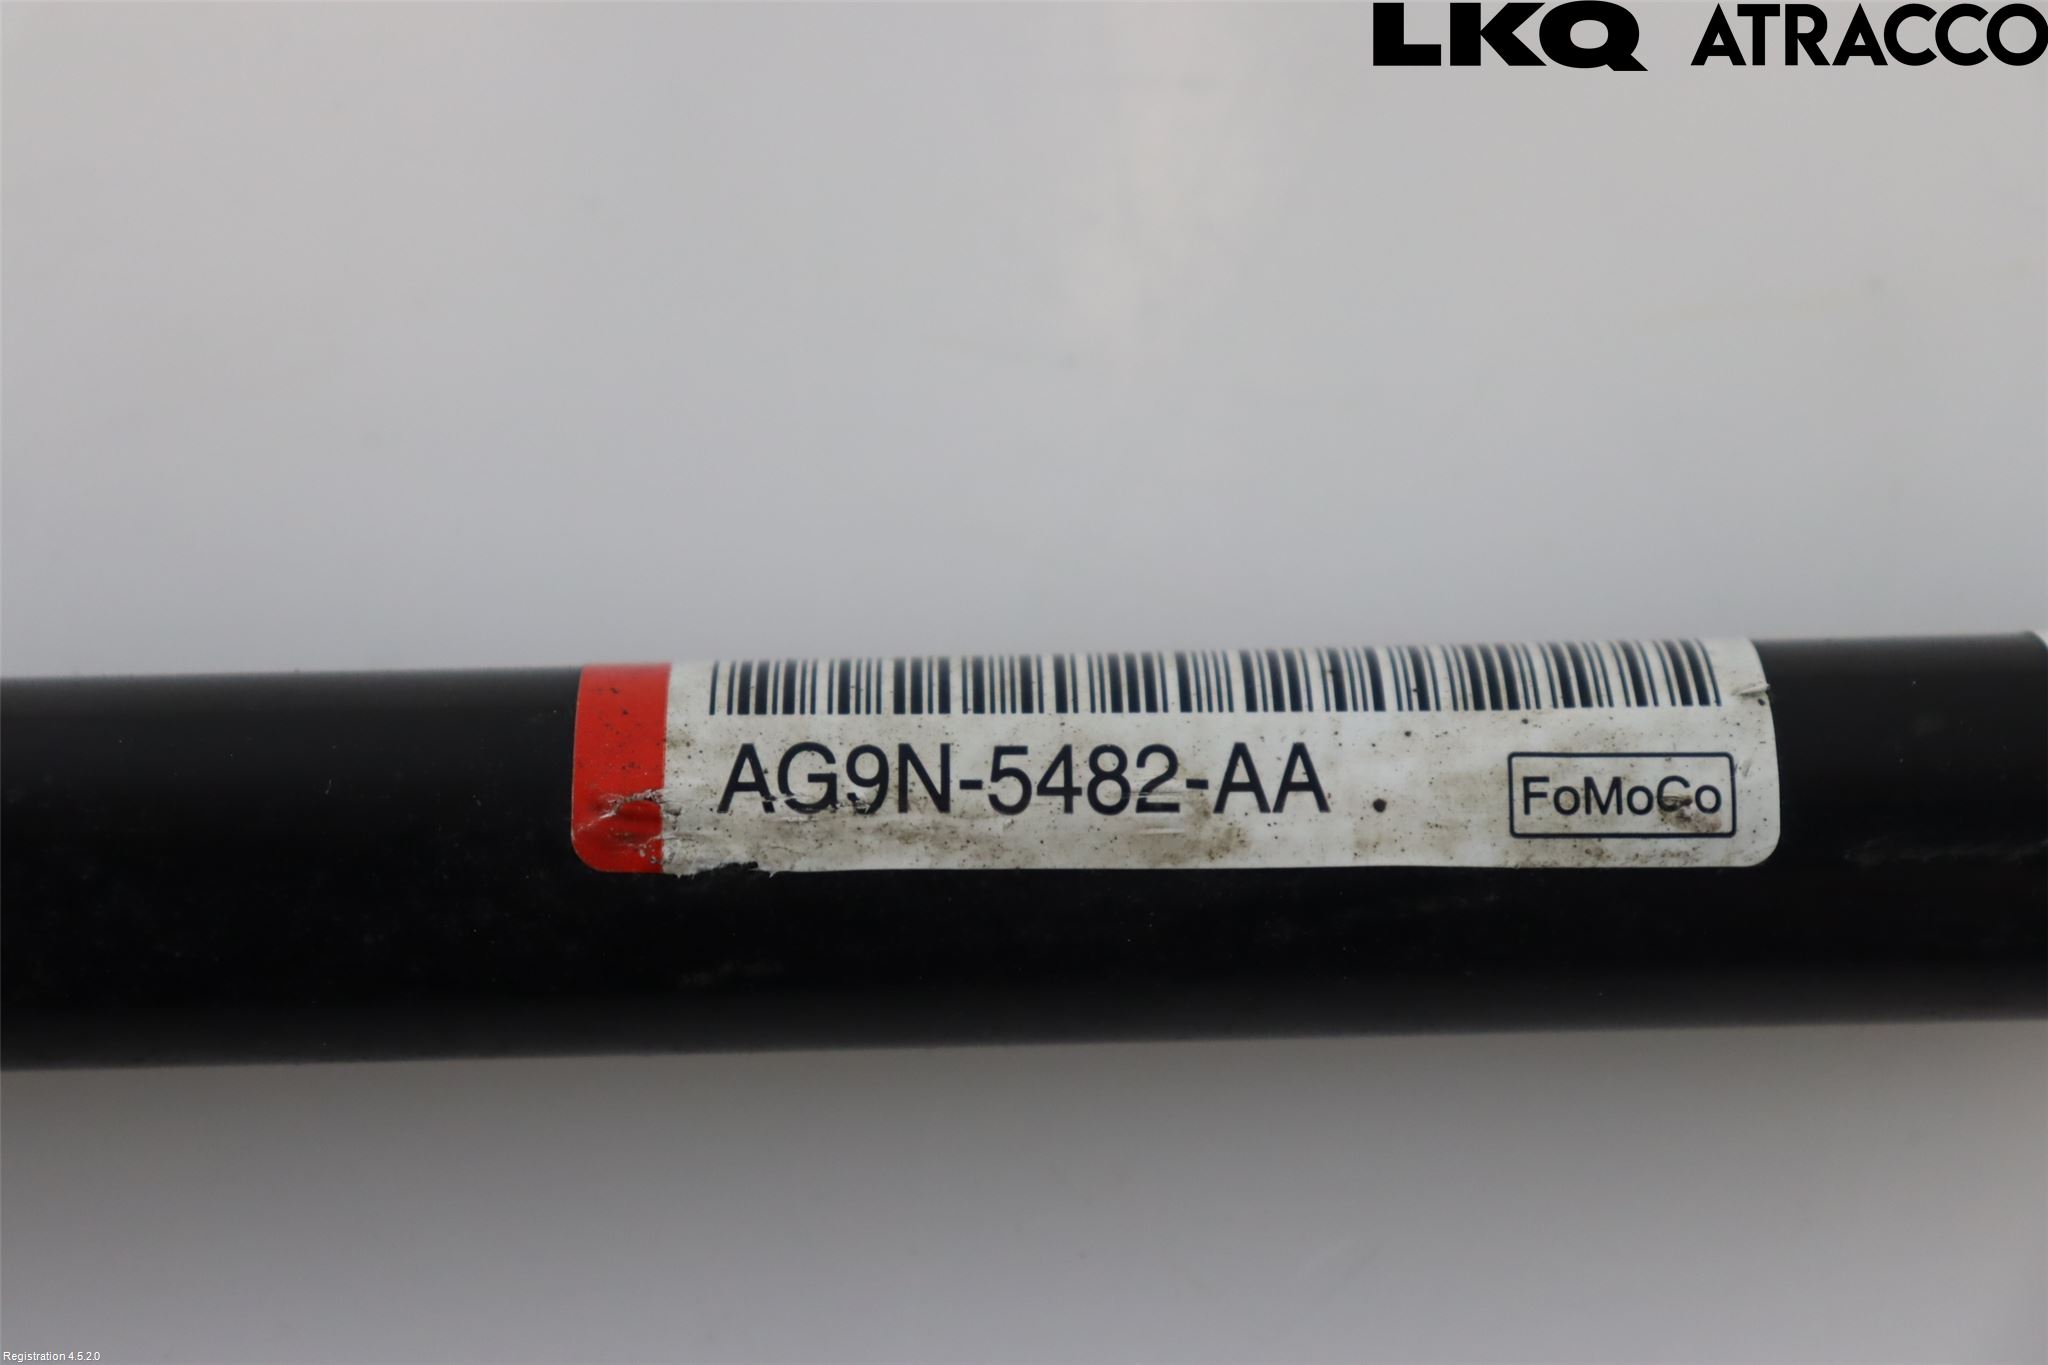 LKQ ATRACCO
AG9N-5482-AA
FoMoCo
Registration 4.5.2.0